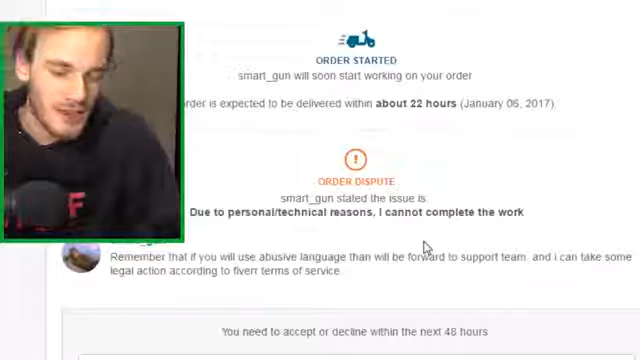 ORDER STARTED
smart_gun will soon start working on your order
rder is expected to be delivered within about 22 hours (January 06, 2017)
ORDER DISPUTE
smart_gun stated the issue is:
Due to personal/technical reasons, I cannot complete the work
Remember that if you will use abusive language than will be forward to support team. and i can take some
legal action according to fiverr terms of service.
You need to accept or decline within the next 48 hours